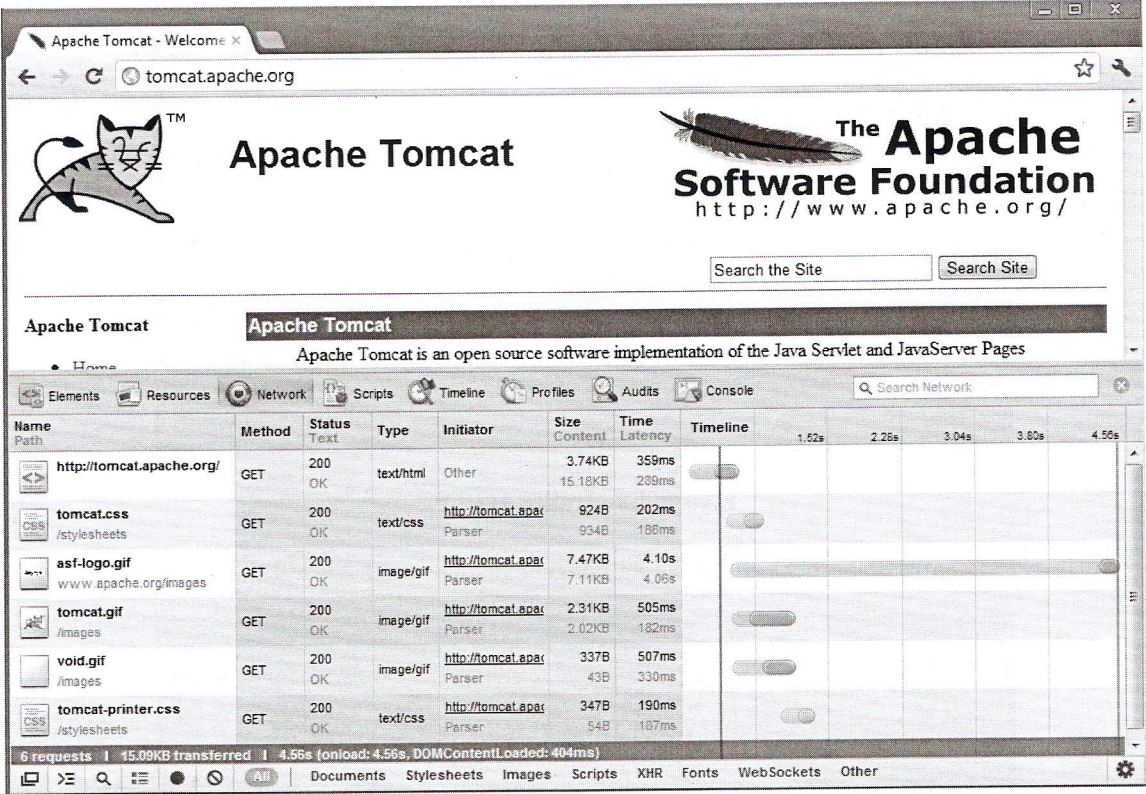 Apache Tomcat - Welcome ×
tomcat.apache.org
TM
Apache Tomcat
The Apache
Software Foundation
http://www.apache.org/
Search the Site
Search Site
Apache Tomcat
Apache Tomcat
Apache Tomcat is an open source software implementation of the Java Servlet and JavaServer Pages
• Home
Elements Resources Network Scripts Timeline Profiles Audits Console Search Network
Name Path Method Status Text Type Initiator Size Content Time Latency Timeline 1.52s 2.28s 3.04s 3.80s 4.56s
http://tomcat.apache.org/ GET 200 OK text/html Other 3.74KB 15.18KB 359ms 289ms
tomcat.css /stylesheets GET 200 OK text/css http://tomcat.apac Parser 924B 934B 202ms 188ms
asf-logo.gif www.apache.org/images GET 200 OK image/gif http://tomcat.apac Parser 7.47KB 7.11KB 4.10s 4.06s
tomcat.gif /images GET 200 OK image/gif http://tomcat.apac Parser 2.31KB 2.02KB 505ms 182ms
void.gif /images GET 200 OK image/gif http://tomcat.apac Parser 337B 43B 507ms 330ms
tomcat-printer.css /stylesheets GET 200 OK text/css http://tomcat.apac Parser 347B 54B 190ms 187ms
6 requests | 15.09KB transferred | 4.56s (onload: 4.56s, DOMContentLoaded: 404ms)
All Documents Stylesheets Images Scripts XHR Fonts WebSockets Other